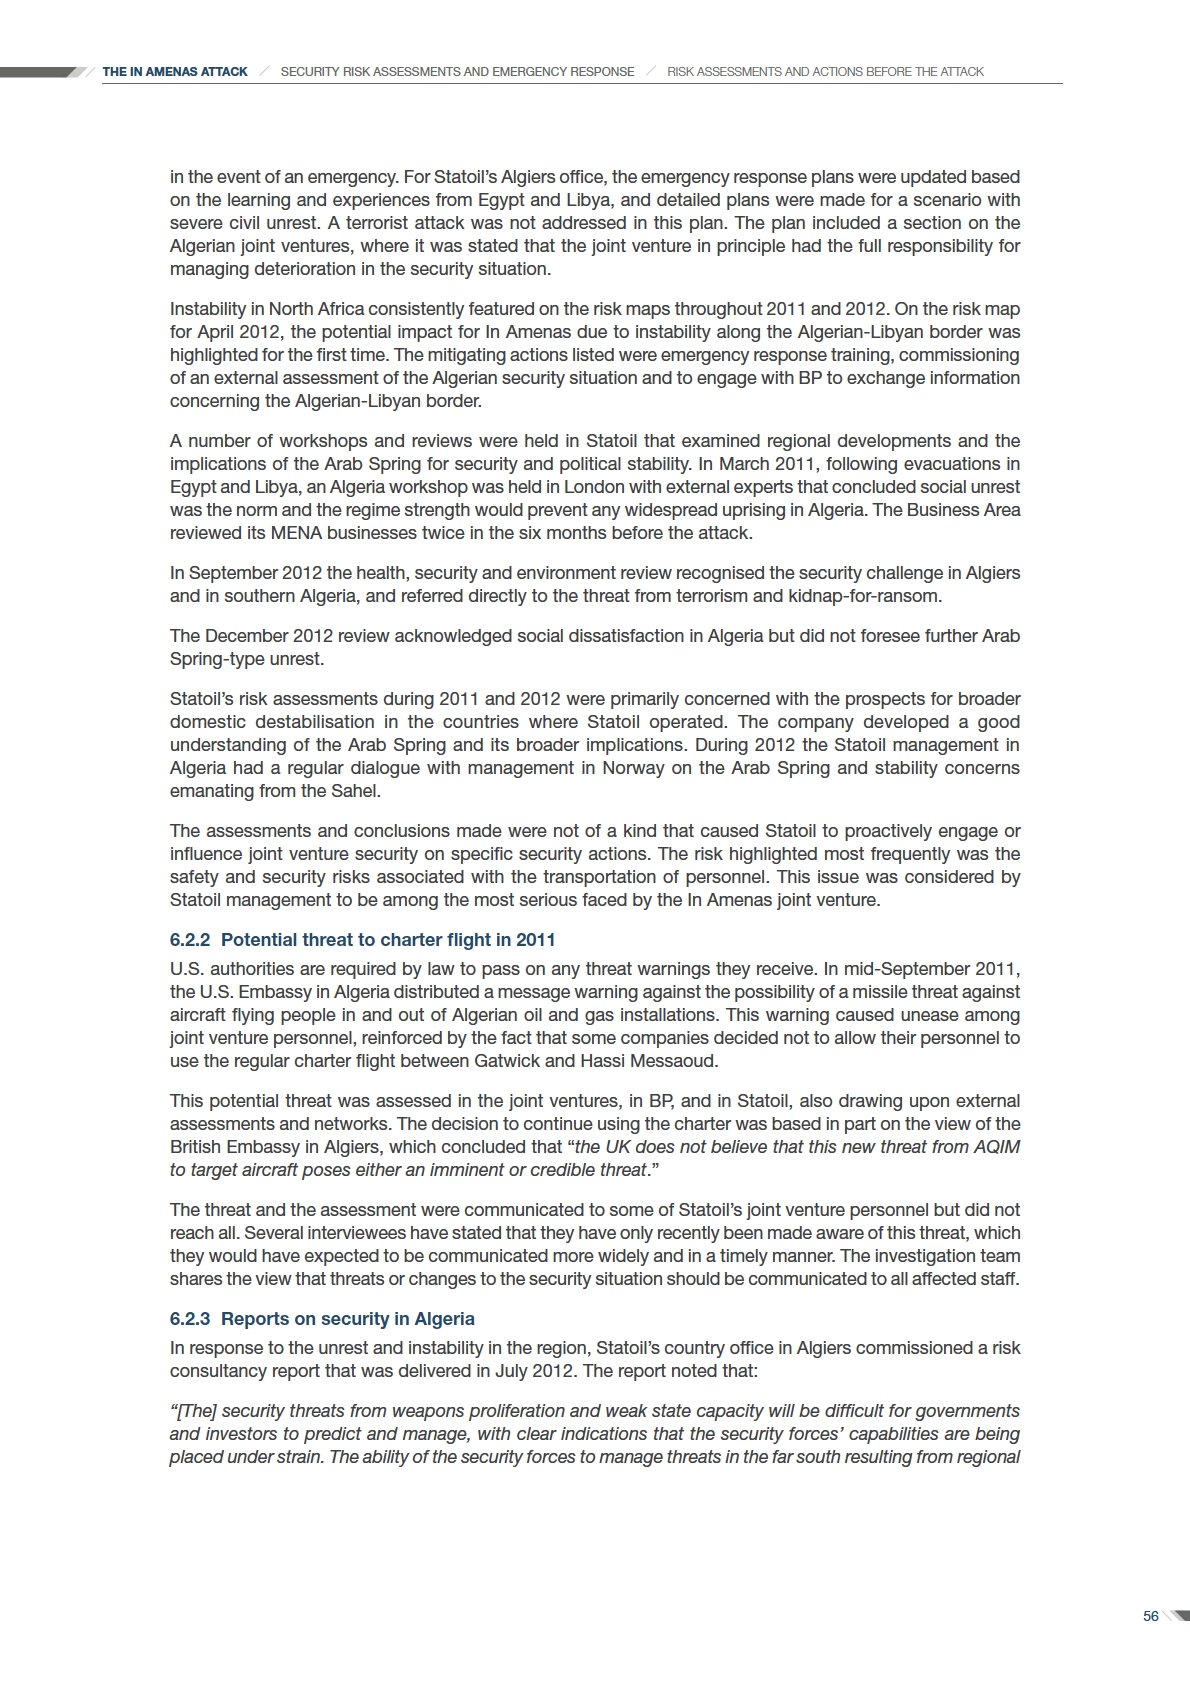 THE IN AMENAS ATTACK / SECURITY RISK ASSESSMENTS AND EMERGENCY RESPONSE / RISK ASSESSMENTS AND ACTIONS BEFORE THE ATTACK
in the event of an emergency. For Statoil’s Algiers office, the emergency response plans were updated based
on the learning and experiences from Egypt and Libya, and detailed plans were made for a scenario with
severe civil unrest. A terrorist attack was not addressed in this plan. The plan included a section on the
Algerian joint ventures, where it was stated that the joint venture in principle had the full responsibility for
managing deterioration in the security situation.
Instability in North Africa consistently featured on the risk maps throughout 2011 and 2012. On the risk map
for April 2012, the potential impact for In Amenas due to instability along the Algerian-Libyan border was
highlighted for the first time. The mitigating actions listed were emergency response training, commissioning
of an external assessment of the Algerian security situation and to engage with BP to exchange information
concerning the Algerian-Libyan border.
A number of workshops and reviews were held in Statoil that examined regional developments and the
implications of the Arab Spring for security and political stability. In March 2011, following evacuations in
Egypt and Libya, an Algeria workshop was held in London with external experts that concluded social unrest
was the norm and the regime strength would prevent any widespread uprising in Algeria. The Business Area
reviewed its MENA businesses twice in the six months before the attack.
In September 2012 the health, security and environment review recognised the security challenge in Algiers
and in southern Algeria, and referred directly to the threat from terrorism and kidnap-for-ransom.
The December 2012 review acknowledged social dissatisfaction in Algeria but did not foresee further Arab
Spring-type unrest.
Statoil’s risk assessments during 2011 and 2012 were primarily concerned with the prospects for broader
domestic destabilisation in the countries where Statoil operated. The company developed a good
understanding of the Arab Spring and its broader implications. During 2012 the Statoil management in
Algeria had a regular dialogue with management in Norway on the Arab Spring and stability concerns
emanating from the Sahel.
The assessments and conclusions made were not of a kind that caused Statoil to proactively engage or
influence joint venture security on specific security actions. The risk highlighted most frequently was the
safety and security risks associated with the transportation of personnel. This issue was considered by
Statoil management to be among the most serious faced by the In Amenas joint venture.
6.2.2 Potential threat to charter flight in 2011
U.S. authorities are required by law to pass on any threat warnings they receive. In mid-September 2011,
the U.S. Embassy in Algeria distributed a message warning against the possibility of a missile threat against
aircraft flying people in and out of Algerian oil and gas installations. This warning caused unease among
joint venture personnel, reinforced by the fact that some companies decided not to allow their personnel to
use the regular charter flight between Gatwick and Hassi Messaoud.
This potential threat was assessed in the joint ventures, in BP, and in Statoil, also drawing upon external
assessments and networks. The decision to continue using the charter was based in part on the view of the
British Embassy in Algiers, which concluded that “the UK does not believe that this new threat from AQIM
to target aircraft poses either an imminent or credible threat.”
The threat and the assessment were communicated to some of Statoil’s joint venture personnel but did not
reach all. Several interviewees have stated that they have only recently been made aware of this threat, which
they would have expected to be communicated more widely and in a timely manner. The investigation team
shares the view that threats or changes to the security situation should be communicated to all affected staff.
6.2.3 Reports on security in Algeria
In response to the unrest and instability in the region, Statoil’s country office in Algiers commissioned a risk
consultancy report that was delivered in July 2012. The report noted that:
“[The] security threats from weapons proliferation and weak state capacity will be difficult for governments
and investors to predict and manage, with clear indications that the security forces’ capabilities are being
placed under strain. The ability of the security forces to manage threats in the far south resulting from regional
56